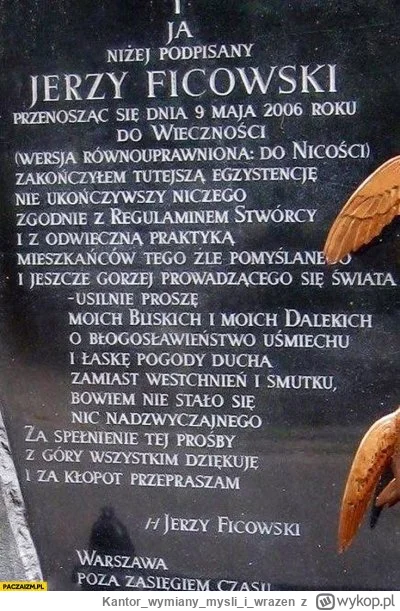 I
JA
NIŻEJ PODPISANY
JERZY FICOWSKI
PRZENOSZĄC SIĘ DNIA 9 MAJA 2006 ROKU
DO WIECZNOŚCI
(WERSJA RÓWNOUPRAWNIONA: DO NICOŚCI)
ZAKOŃCZYŁEM TUTEJSZĄ EGZYSTENCJĘ
NIE UKOŃCZYWSZY NICZEGO
ZGODNIE Z REGULAMINEM STWÓRCY
I Z ODWIECZNĄ PRAKTYKĄ
MIESZKAŃCÓW TEGO ŹLE POMYŚLANEGO
I JESZCZE GORZEJ PROWADZĄCEGO SIĘ ŚWIATA
-USILNIE PROSZĘ
MOICH BLISKICH I MOICH DALEKICH
O BŁOGOSŁAWIEŃSTWO UŚMIECHU
I ŁASKĘ POGODY DUCHA
ZAMIAST WESTCHNIEŃ I SMUTKU,
BOWIEM NIE STAŁO SIĘ
NIC NADZWYCZAJNEGO
ZA SPEŁNIENIE TEJ PROŚBY
Z GÓRY WSZYSTKIM DZIĘKUJĘ
I ZA KŁOPOT PRZEPRASZAM
/-/ JERZY FICOWSKI
WARSZAWA
POZA ZASIĘGIEM CZASU
PACZAIZM.PL
Kantor_wymiany_mysli_i_wrazen z wykop.pl